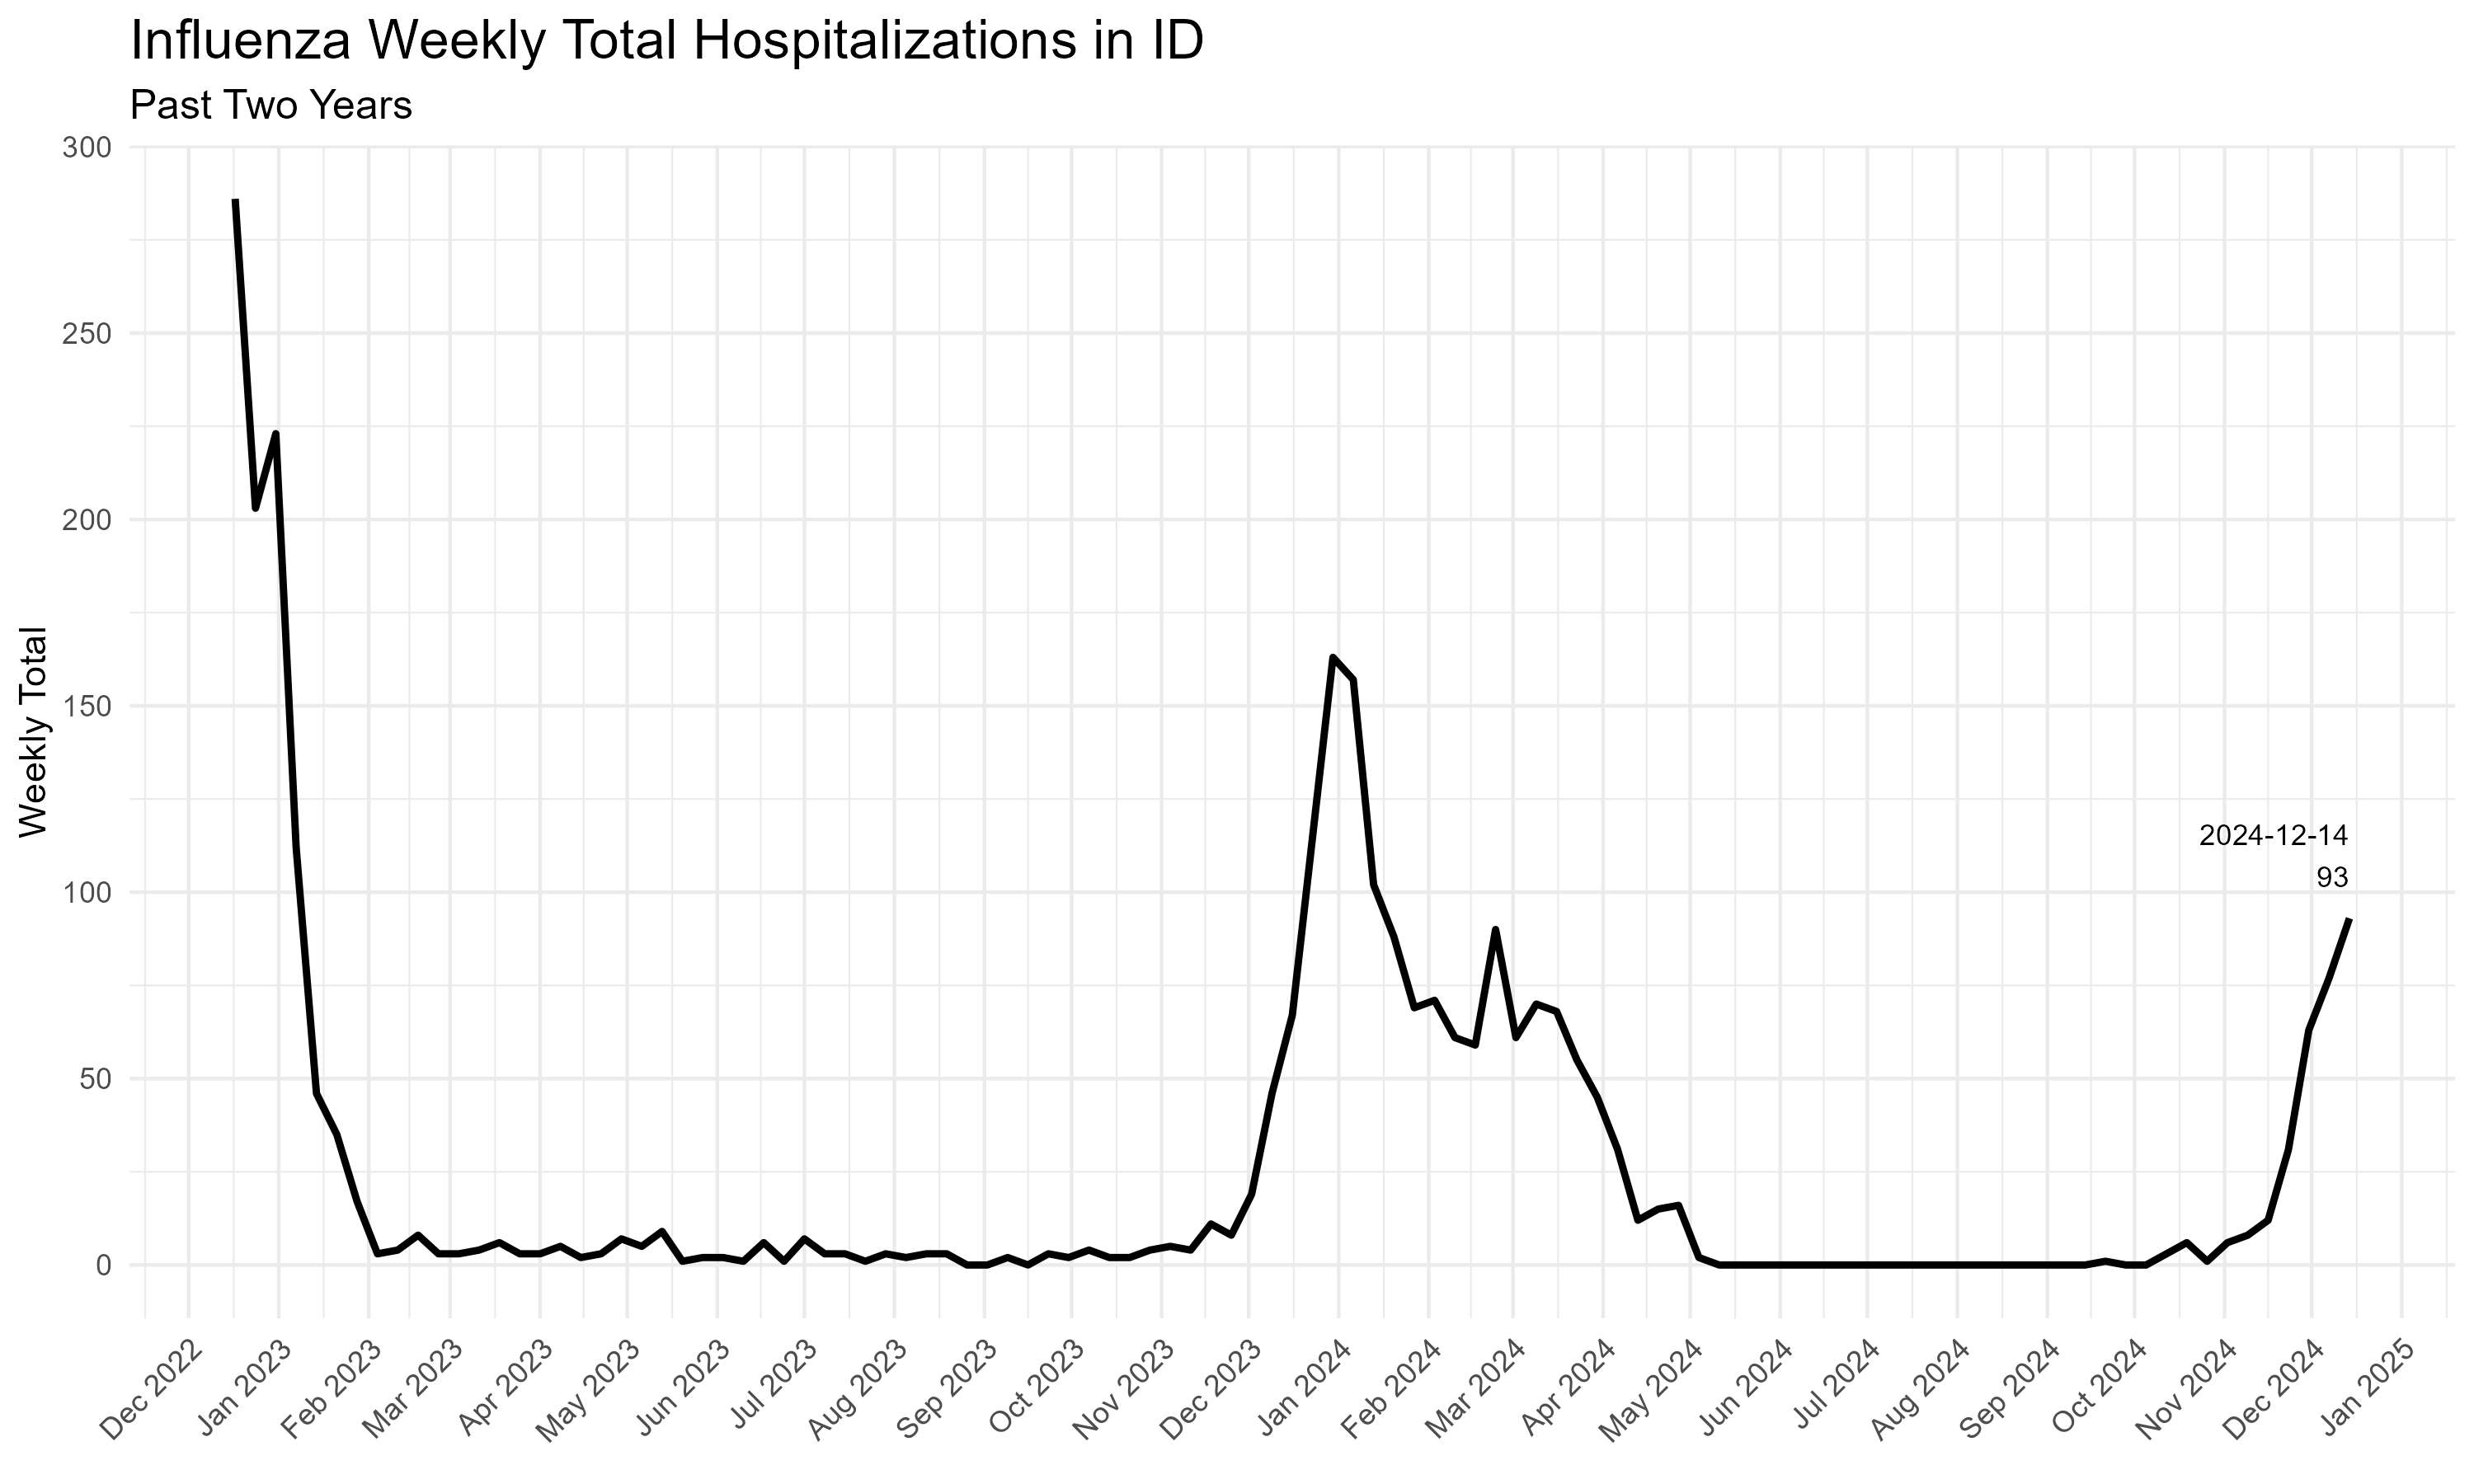 Influenza Weekly Total Hospitalizations in ID
Past Two Years
Weekly Total
300
250
200
150
100
50
0
2024-12-14
93
Dec 2022
Jan 2023
Feb 2023
Mar 2023
Apr 2023
May 2023
Jun 2023
Jul 2023
Aug 2023
Sep 2023
Oct 2023
Nov 2023
Dec 2023
Jan 2024
Feb 2024
Mar 2024
Apr 2024
May 2024
Jun 2024
Jul 2024
Aug 2024
Sep 2024
Oct 2024
Nov 2024
Dec 2024
Jan 2025